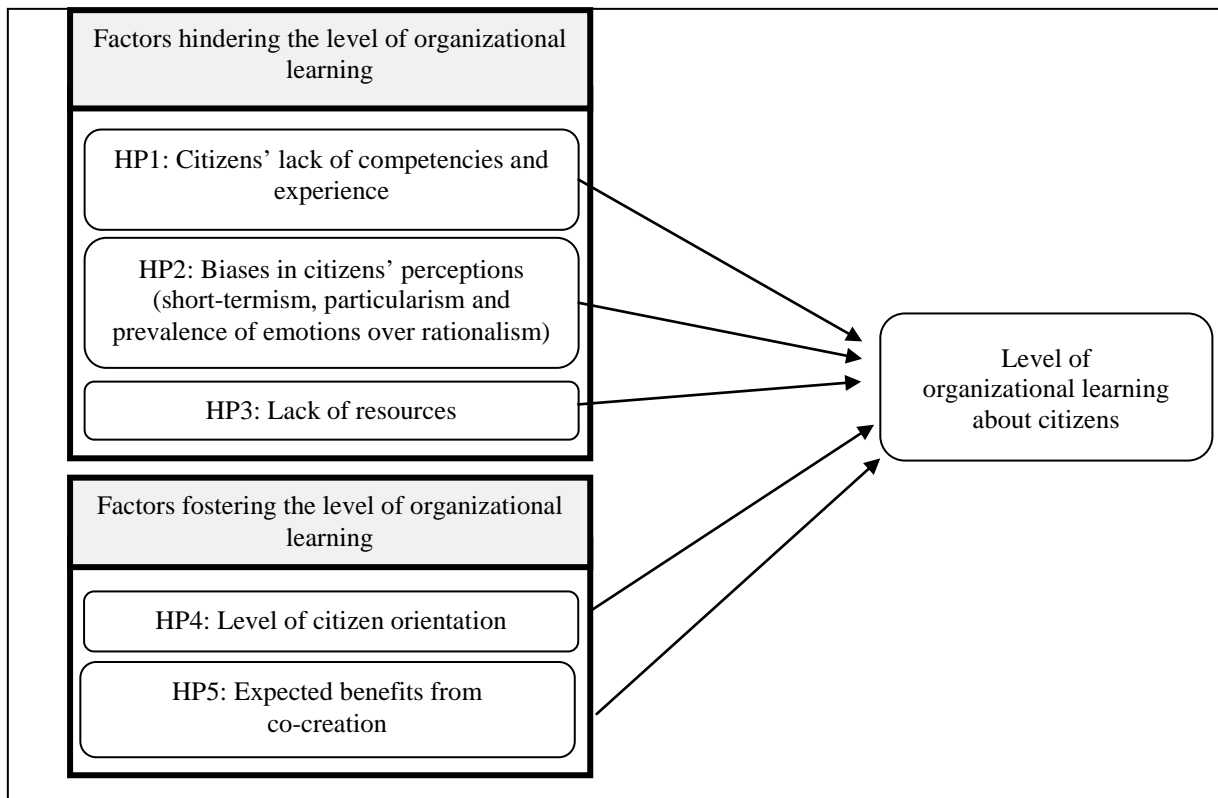 Factors hindering the level of organizational
learning
HP1: Citizens’ lack of competencies and
experience
HP2: Biases in citizens’ perceptions
(short-termism, particularism and
prevalence of emotions over rationalism)
HP3: Lack of resources
Factors fostering the level of organizational
learning
HP4: Level of citizen orientation
HP5: Expected benefits from
co-creation
Level of
organizational learning
about citizens